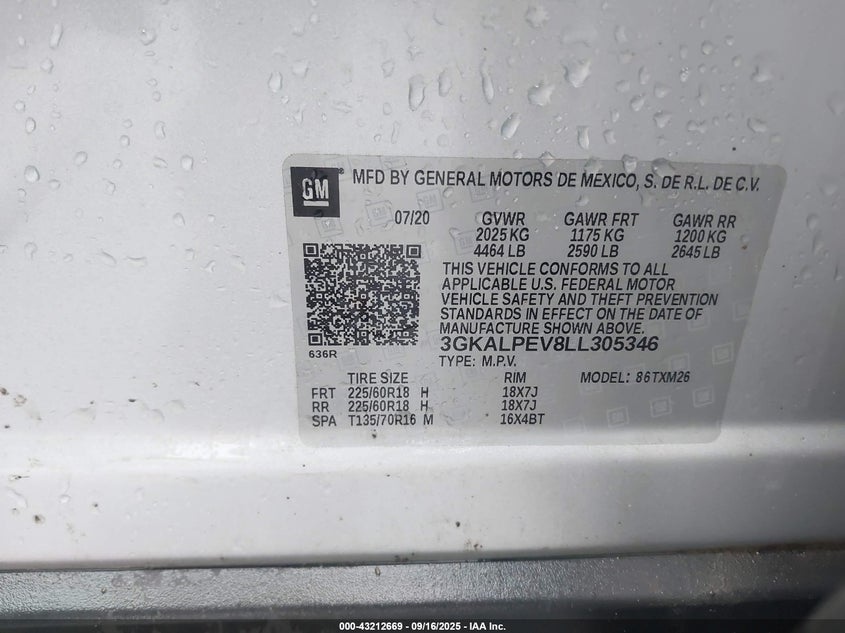 GM
MFD BY GENERAL MOTORS DE MEXICO, S. DE R.L. DE C.V.
07/20 GVWR GAWR FRT GAWR RR
2025 KG 1175 KG 1200 KG
4464 LB 2590 LB 2645 LB
THIS VEHICLE CONFORMS TO ALL
APPLICABLE U.S. FEDERAL MOTOR
VEHICLE SAFETY AND THEFT PREVENTION
STANDARDS IN EFFECT ON THE DATE OF
MANUFACTURE SHOWN ABOVE.
636R
3GKALPEV8LL305346
TYPE: M.P.V.
TIRE SIZE RIM MODEL: 86TXM26
FRT 225/60R18 H 18X7J
RR 225/60R18 H 18X7J
SPA T135/70R16 M 16X4BT
000-43212669 - 09/16/2025 - IAA Inc.